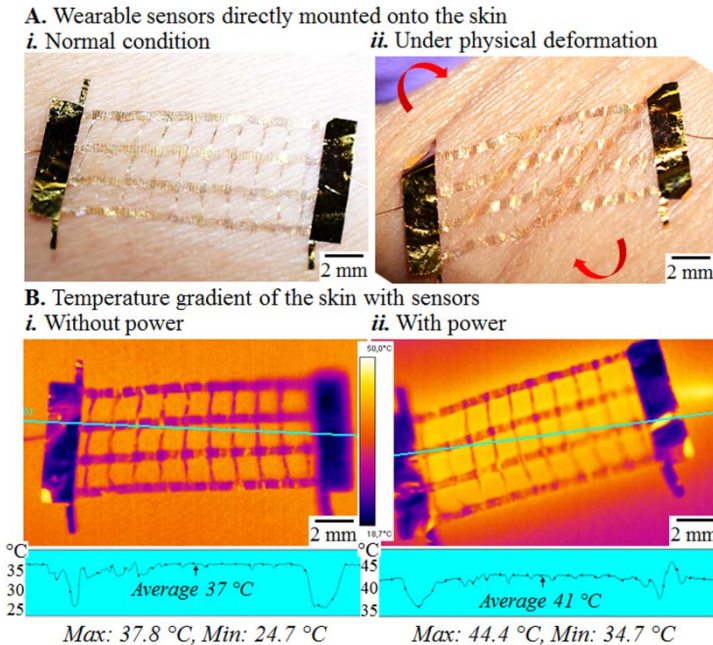 A. Wearable sensors directly mounted onto the skin
i. Normal condition
ii. Under physical deformation
2 mm
2 mm
B. Temperature gradient of the skin with sensors
i. Without power
ii. With power
50,0°C
18,7°C
2 mm
2 mm
°C
35
30
25
Average 37 °C
45
40
35
Average 41 °C
Max: 37.8 °C, Min: 24.7 °C
Max: 44.4 °C, Min: 34.7 °C